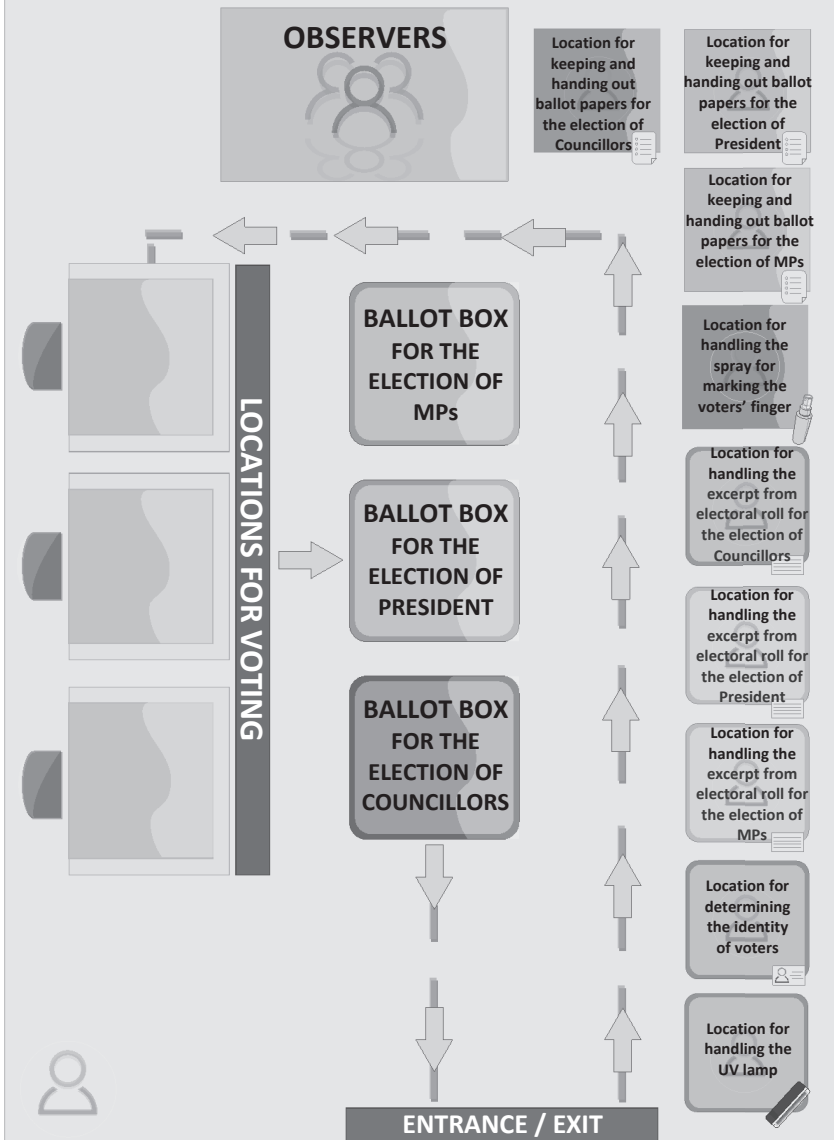 OBSERVERS
Location for
keeping and
handing out
ballot papers for
the election of
Councillors
Location for
keeping and
handing out ballot
papers for the
election of
President
Location for
keeping and
handing out ballot
papers for the
election of MPs
Location for
handling the
spray for
marking the
voters' finger
Location for
handling the
excerpt from
electoral roll for
the election of
Councillors
Location for
handling the
excerpt from
electoral roll for
the election of
President
Location for
handling the
excerpt from
electoral roll for
the election of
MPs
Location for
determining
the identity
of voters
Location for
handling the
UV lamp
BALLOT BOX
FOR THE
ELECTION OF
MPs
BALLOT BOX
FOR THE
ELECTION OF
PRESIDENT
BALLOT BOX
FOR THE
ELECTION OF
COUNCILLORS
LOCATIONS FOR VOTING
ENTRANCE / EXIT